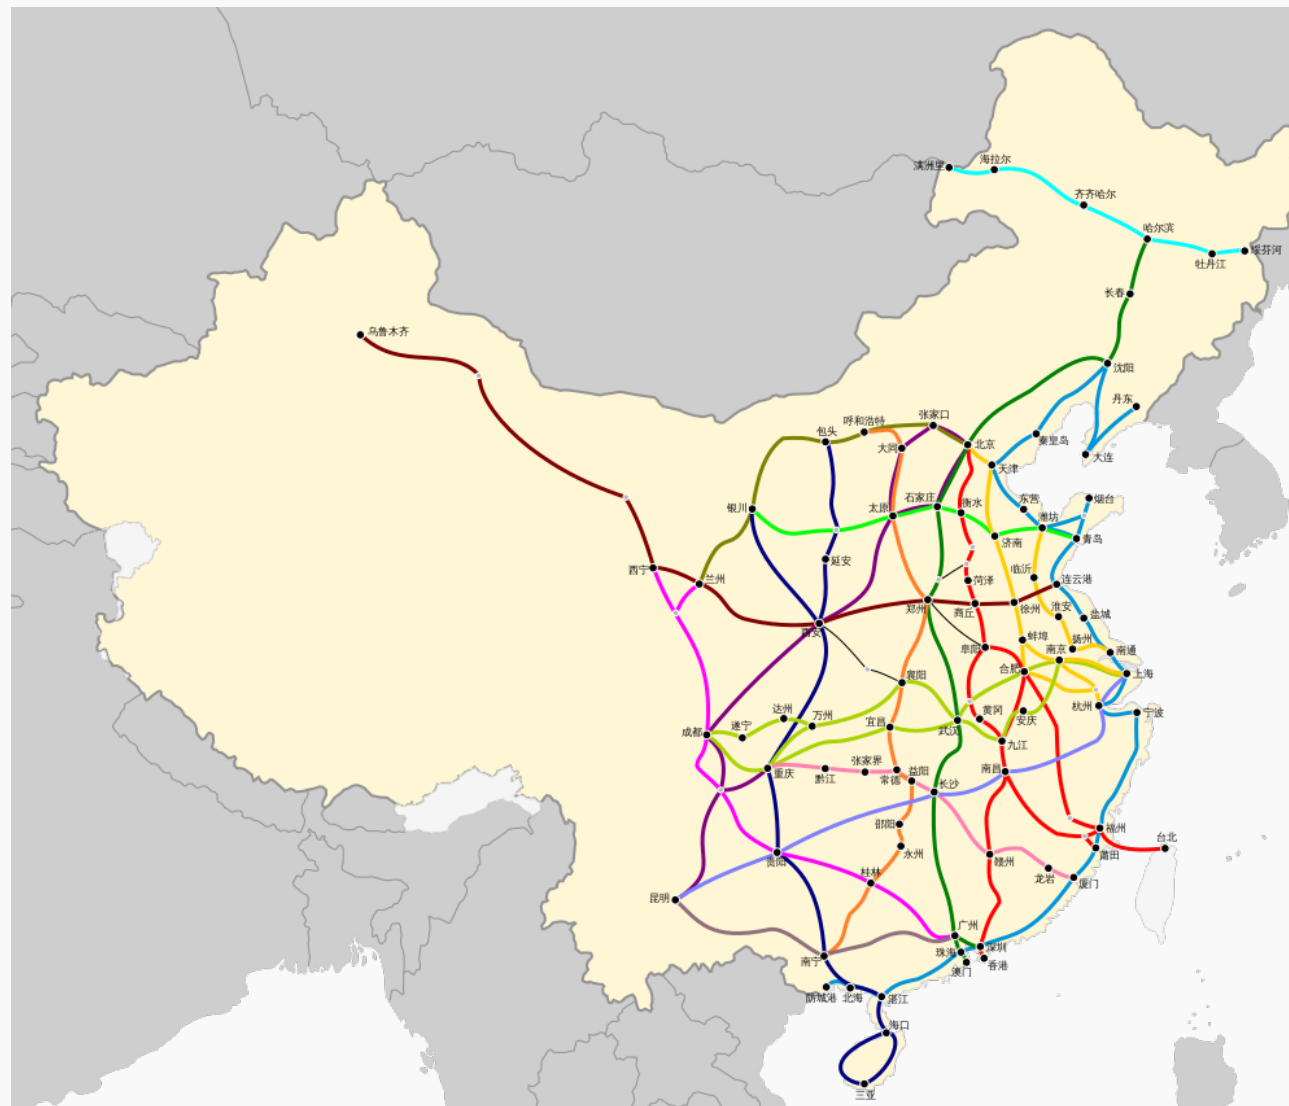 满洲里
海拉尔
齐齐哈尔
哈尔滨
绥芬河
牡丹江
长春
乌鲁木齐
沈阳
丹东
张家口
呼和浩特
包头
北京
秦皇岛
大同
大连
天津
石家庄
烟台
东营
衡水
银川
太原
潍坊
青岛
济南
延安
西宁
兰州
临沂
连云港
菏泽
郑州
商丘
徐州
淮安
盐城
西安
蚌埠
扬州
阜阳
南京
南通
合肥
上海
襄阳
杭州
达州
万州
宁波
遂宁
宜昌
黄冈
安庆
成都
武汉
九江
张家界
南昌
重庆
黔江
常德
益阳
长沙
邵阳
福州
台北
永州
莆田
贵阳
赣州
桂林
龙岩
厦门
昆明
广州
深圳
珠海
南宁
香港
澳门
防城港
北海
湛江
海口
三亚